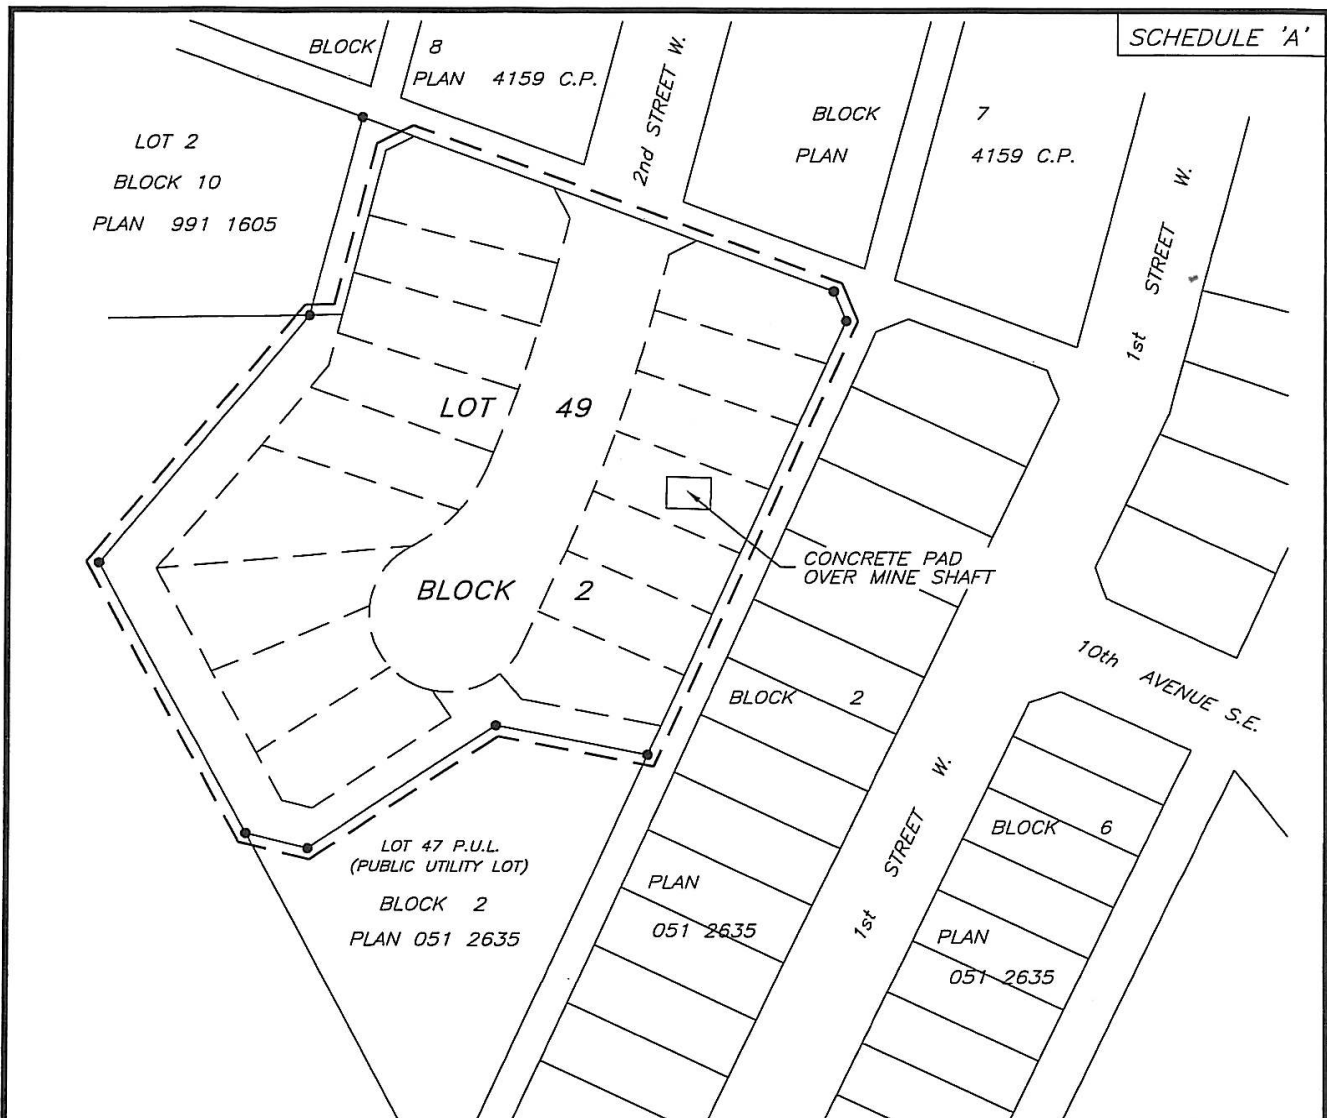 SCHEDULE 'A'
BLOCK 8
PLAN 4159 C.P.
2nd STREET W.
BLOCK 7
PLAN 4159 C.P.
LOT 2
BLOCK 10
PLAN 991 1605
1st STREET W.
LOT 49
CONCRETE PAD
OVER MINE SHAFT
BLOCK 2
10th AVENUE S.E.
BLOCK 2
1st STREET W.
BLOCK 6
LOT 47 P.U.L.
(PUBLIC UTILITY LOT)
BLOCK 2
PLAN 051 2635
PLAN
051 2635
PLAN
051 2635